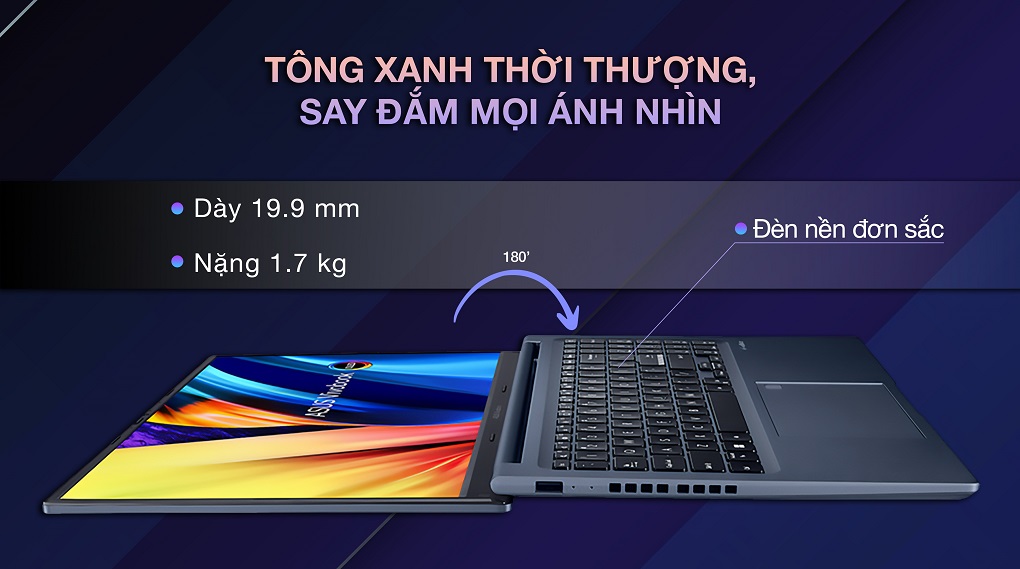 TÔNG XANH THỜI THƯỢNG,
SAY ĐẮM MỌI ÁNH NHÌN
Dày 19.9 mm
Nặng 1.7 kg
Đèn nền đơn sắc
180'
ASUS Vivobook